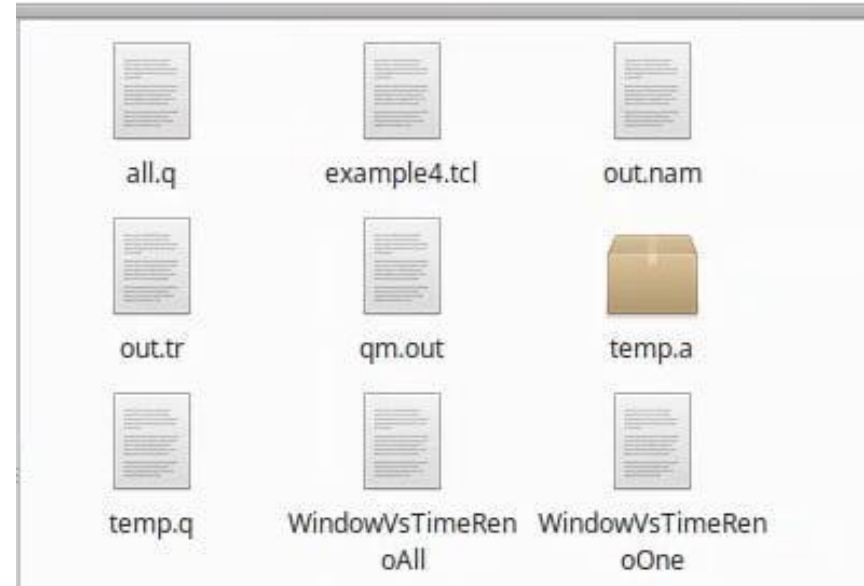 all.q
example4.tcl
out.nam
out.tr
qm.out
temp.a
temp.q
WindowVsTimeRen
oAll
WindowVsTimeRen
oOne